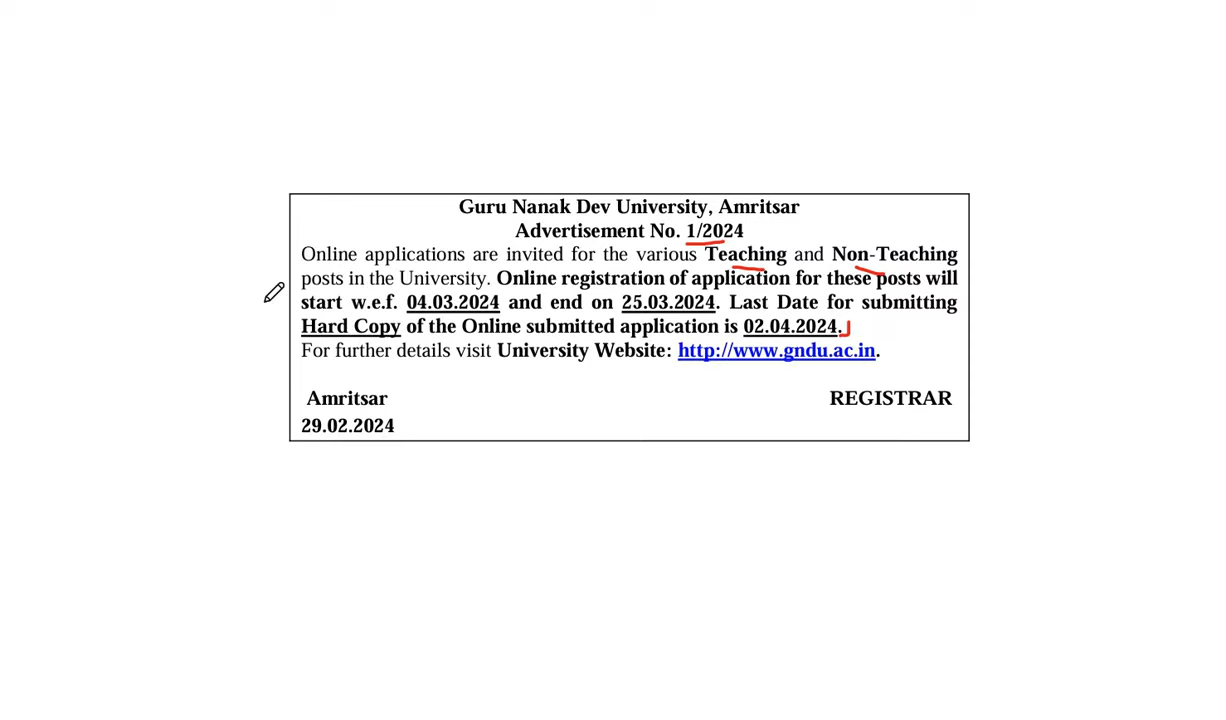 Guru Nanak Dev University, Amritsar
Advertisement No. 1/2024
Online applications are invited for the various Teaching and Non-Teaching
posts in the University. Online registration of application for these posts will
start w.e.f. 04.03.2024 and end on 25.03.2024. Last Date for submitting
Hard Copy of the Online submitted application is 02.04.2024.
For further details visit University Website: http://www.gndu.ac.in.
Amritsar REGISTRAR
29.02.2024